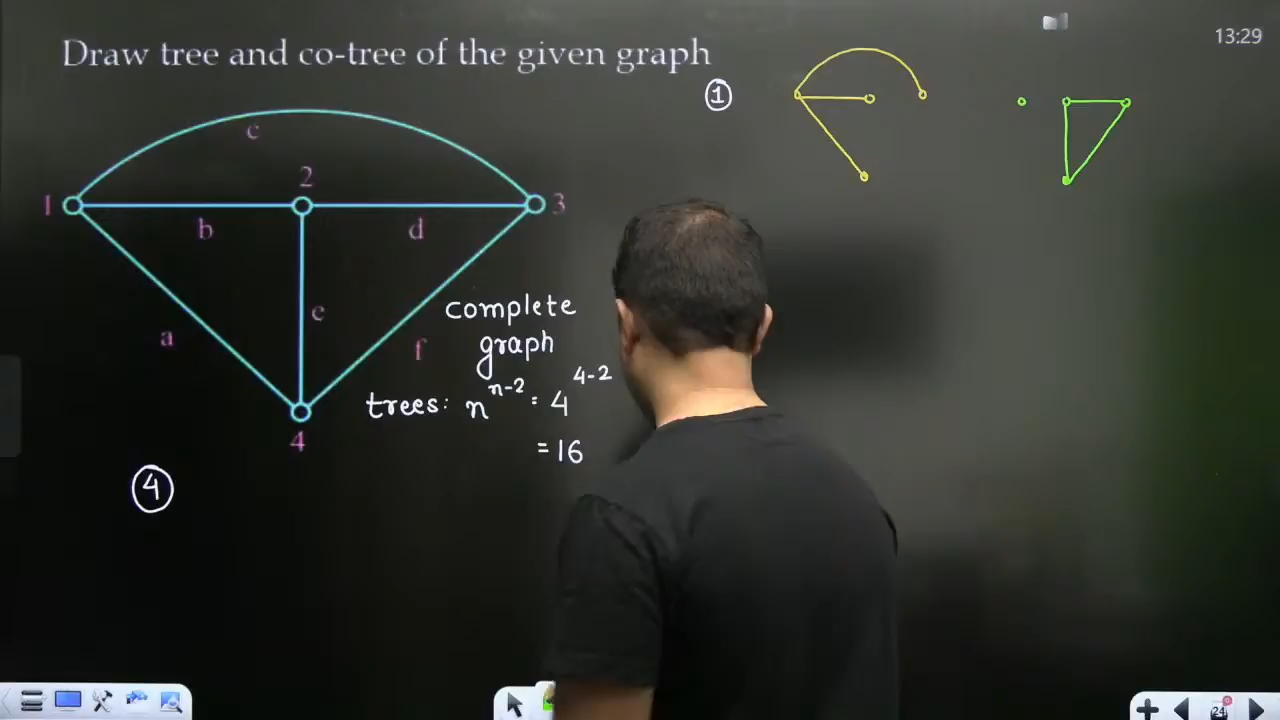 Draw tree and co-tree of the given graph
13:29
①
c
2
1
3
b
d
e
a
f
4
complete
graph
trees: n^{n-2} = 4^{4-2}
= 16
④
24